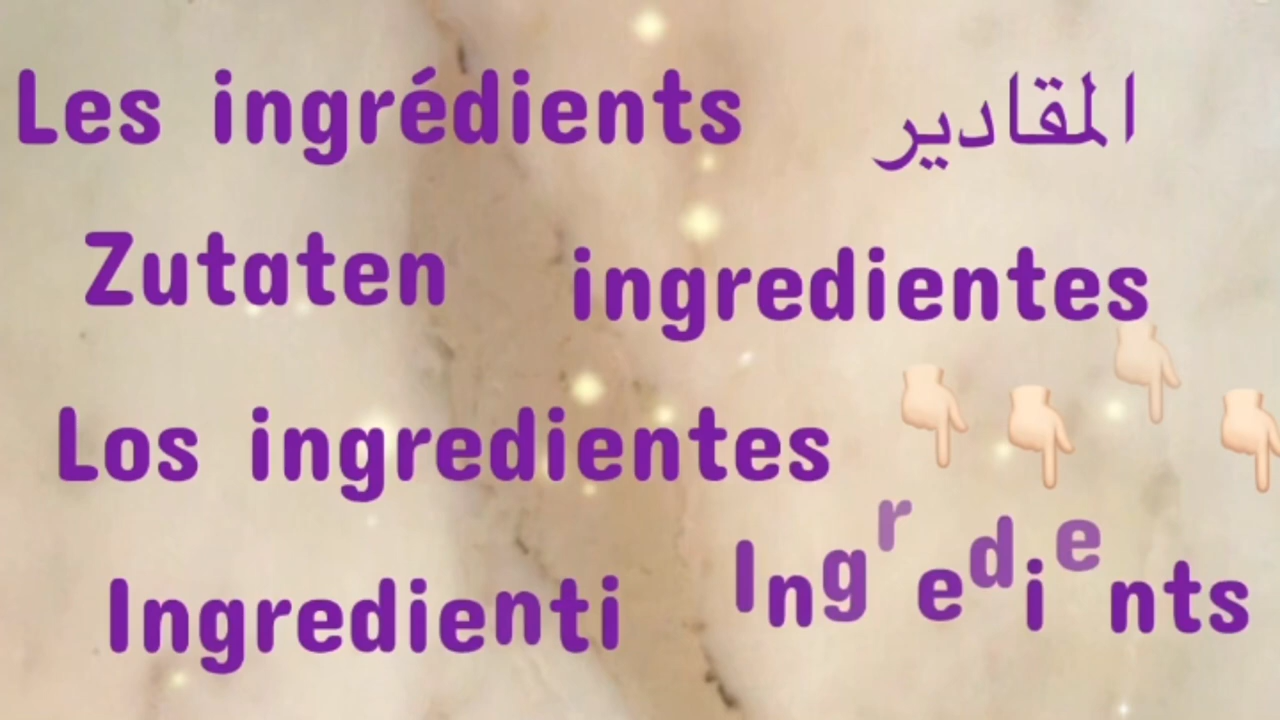 Les ingrédients المقادير
Zutaten ingredientes
Los ingredientes
Ingredienti Ingredients